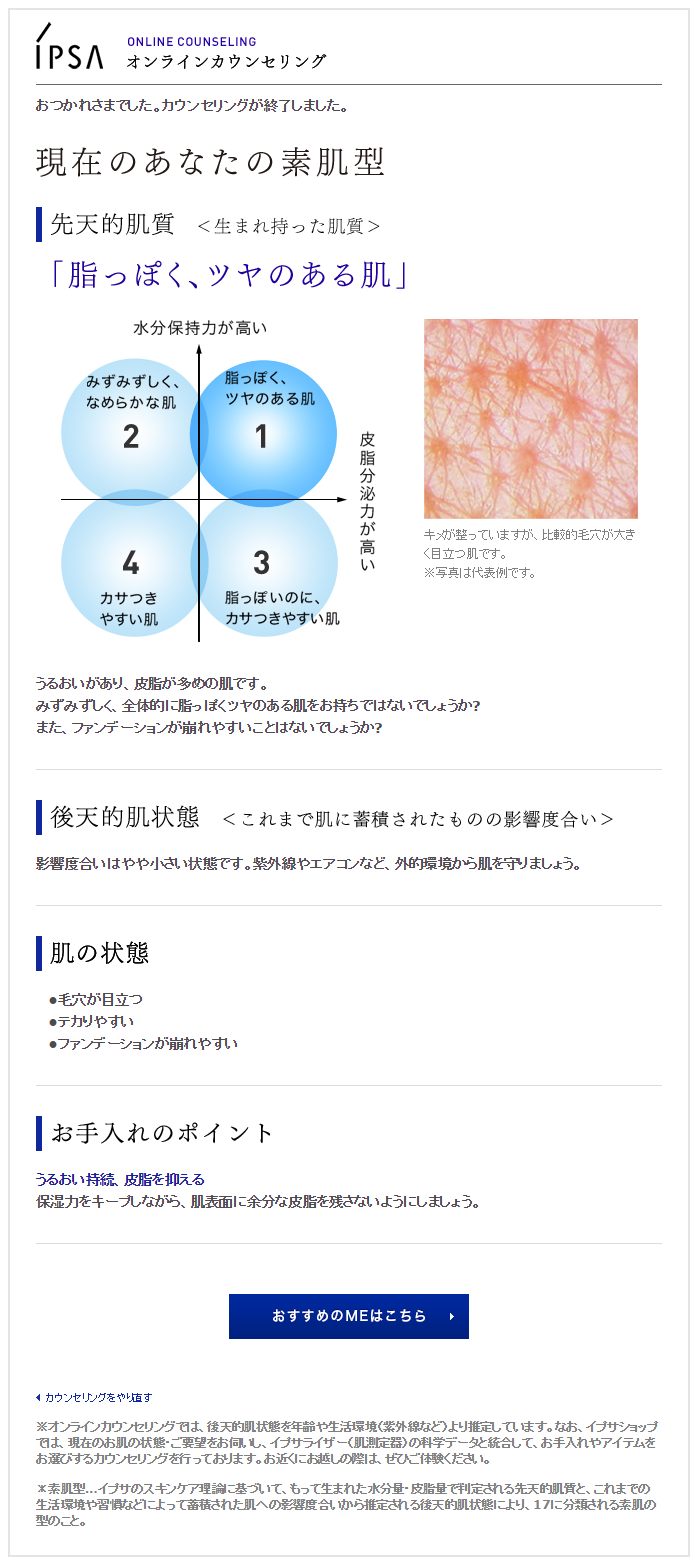 IPSA
ONLINE COUNSELING
オンラインカウンセリング
おつかれさまでした。カウンセリングが終了しました。
現在のあなたの素肌型
先天的肌質 ＜生まれ持った肌質＞
「脂っぽく、ツヤのある肌」
水分保持力が高い
みずみずしく、
なめらかな肌
2
脂っぽく、
ツヤのある肌
1
皮脂分泌力が高い
4
カサつき
やすい肌
3
脂っぽいのに、
カサつきやすい肌
キメが整っていますが、比較的毛穴が大き
く目立つ肌です。
※写真は代表例です。
うるおいがあり、皮脂が多めの肌です。
みずみずしく、全体的に脂っぽくツヤのある肌をお持ちではないでしょうか?
また、ファンデーションが崩れやすいことはないでしょうか?
後天的肌状態 ＜これまで肌に蓄積されたものの影響度合い＞
影響度合いはやや小さい状態です。紫外線やエアコンなど、外的環境から肌を守りましょう。
肌の状態
●毛穴が目立つ
●テカりやすい
●ファンデーションが崩れやすい
お手入れのポイント
うるおい持続、皮脂を抑える
保湿力をキープしながら、肌表面に余分な皮脂を残さないようにしましょう。
おすすめのMEはこちら
カウンセリングをやり直す
※オンラインカウンセリングでは、後天的肌状態を年齢や生活環境（紫外線など）より推定しています。なお、イプサショップ
では、現在のお肌の状態・ご要望をお伺いし、イプサライザー（肌測定器）の科学データと統合して、お手入れやアイテムを
お選びするカウンセリングを行っております。お近くにお越しの際は、ぜひご体験ください。
＊素肌型…イプサのスキンケア理論に基づいて、もって生まれた水分量・皮脂量で判定される先天的肌質と、これまでの
生活環境や習慣などによって蓄積された肌への影響度合いから推定される後天的肌状態により、17に分類される素肌の
型のこと。